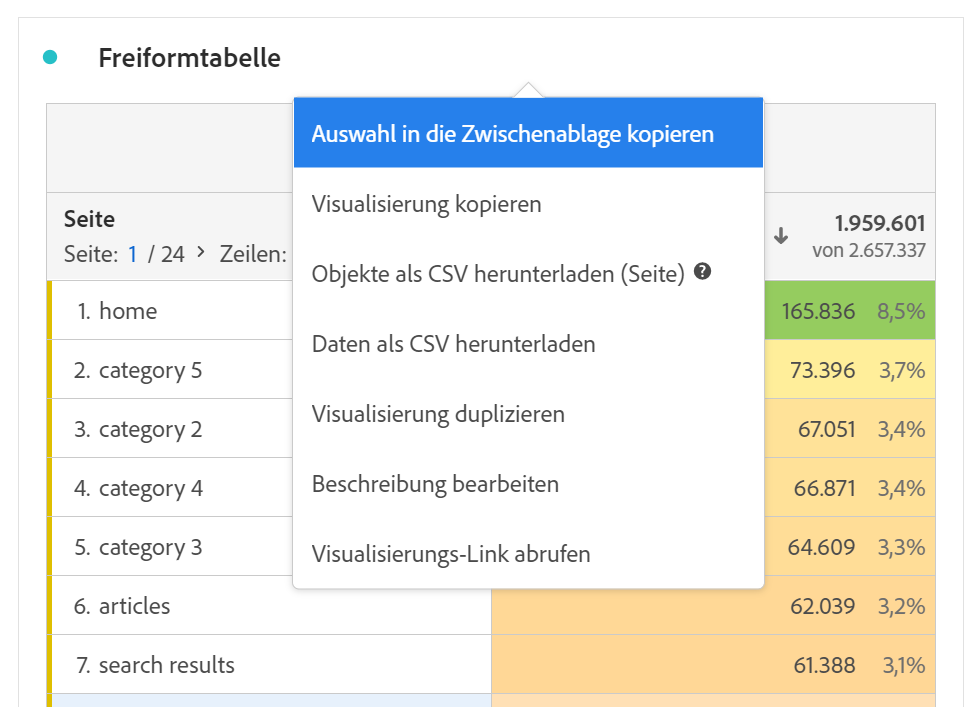 Freiformtabelle
Auswahl in die Zwischenablage kopieren
Visualisierung kopieren
Objekte als CSV herunterladen (Seite) ?
Daten als CSV herunterladen
Visualisierung duplizieren
Beschreibung bearbeiten
Visualisierungs-Link abrufen
Seite
Seite: 1 / 24 > Zeilen:
↓ 1.959.601
von 2.657.337
1. home 165.836 8,5%
2. category 5 73.396 3,7%
3. category 2 67.051 3,4%
4. category 4 66.871 3,4%
5. category 3 64.609 3,3%
6. articles 62.039 3,2%
7. search results 61.388 3,1%